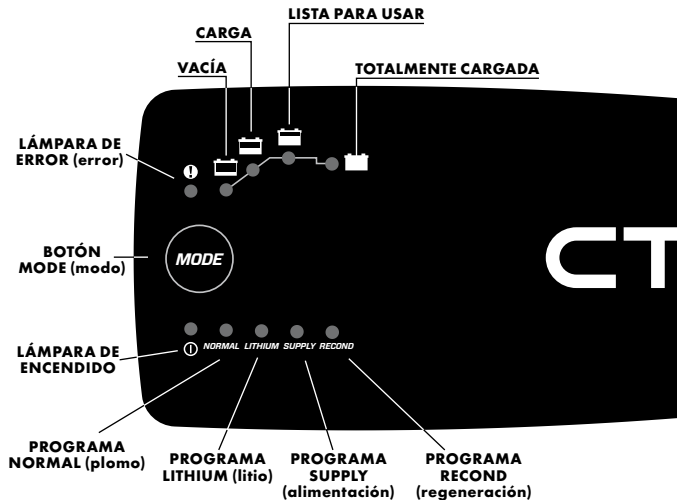 LISTA PARA USAR
CARGA
VACÍA
TOTALMENTE CARGADA
LÁMPARA DE
ERROR (error)
BOTÓN
MODE (modo)
MODE
CT
NORMAL LITHIUM SUPPLY RECOND
LÁMPARA DE
ENCENDIDO
PROGRAMA
NORMAL (plomo)
PROGRAMA
LITHIUM (litio)
PROGRAMA
SUPPLY
(alimentación)
PROGRAMA
RECOND
(regeneración)